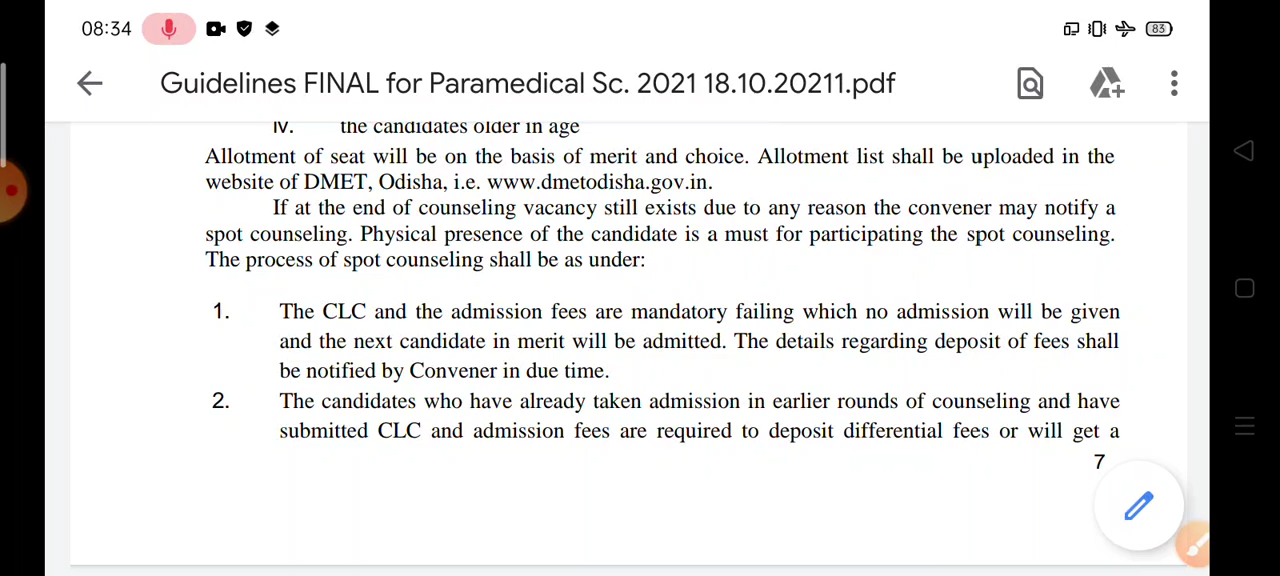 08:34
83
Guidelines FINAL for Paramedical Sc. 2021 18.10.20211.pdf
IV. the candidates older in age
Allotment of seat will be on the basis of merit and choice. Allotment list shall be uploaded in the
website of DMET, Odisha, i.e. www.dmetodisha.gov.in.
If at the end of counseling vacancy still exists due to any reason the convener may notify a
spot counseling. Physical presence of the candidate is a must for participating the spot counseling.
The process of spot counseling shall be as under:
1. The CLC and the admission fees are mandatory failing which no admission will be given
and the next candidate in merit will be admitted. The details regarding deposit of fees shall
be notified by Convener in due time.
2. The candidates who have already taken admission in earlier rounds of counseling and have
submitted CLC and admission fees are required to deposit differential fees or will get a
7